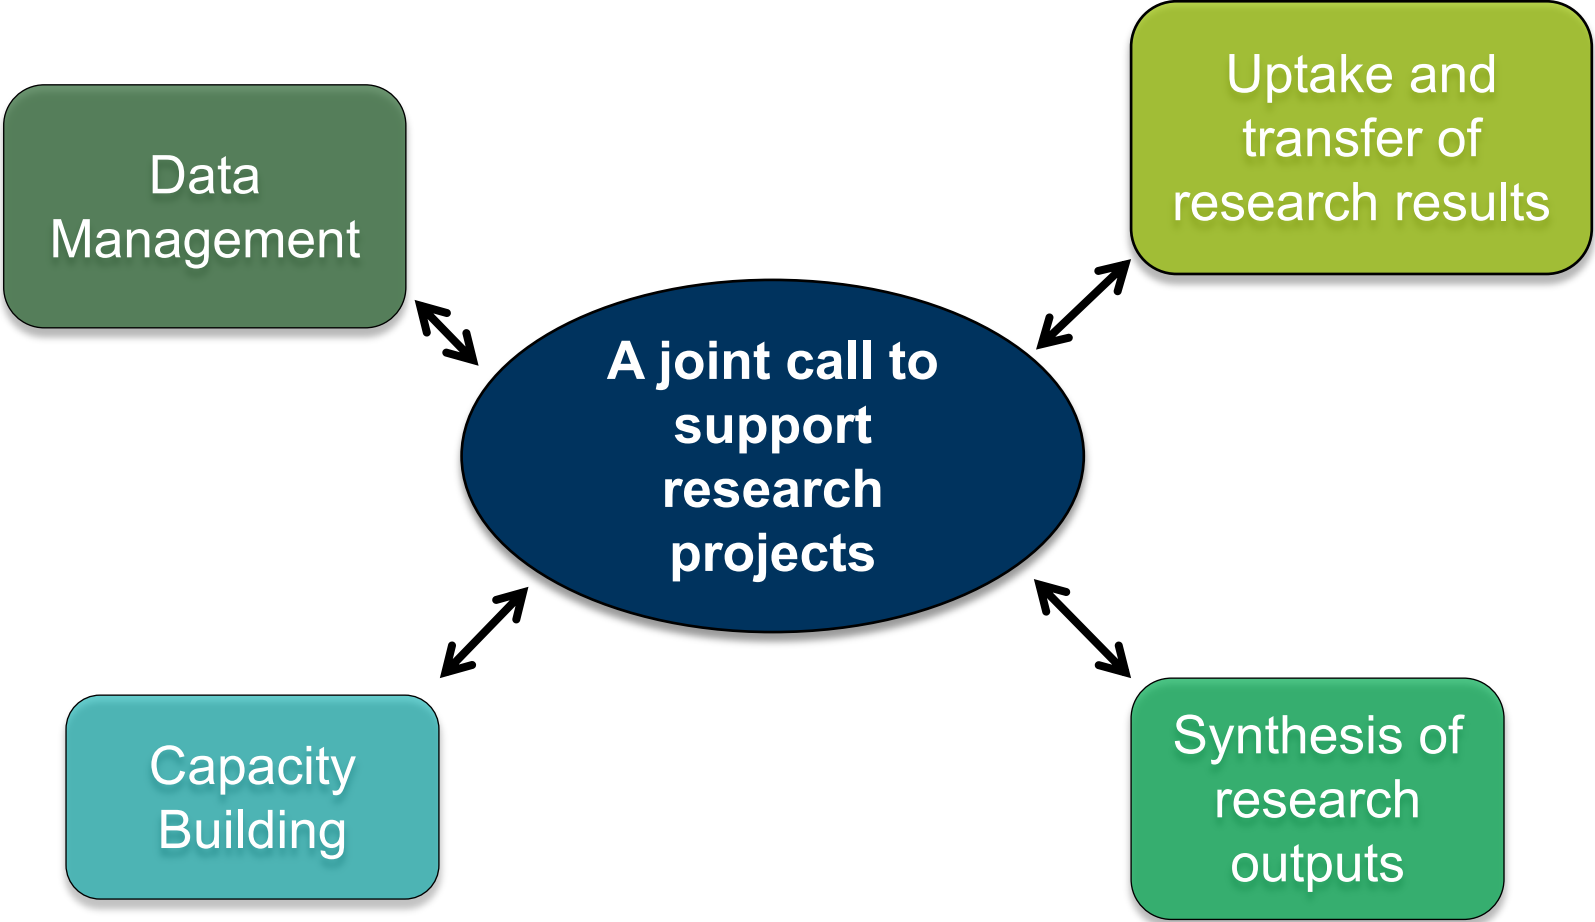 Data
Management
Uptake and
transfer of
research results
A joint call to
support
research
projects
Capacity
Building
Synthesis of
research
outputs